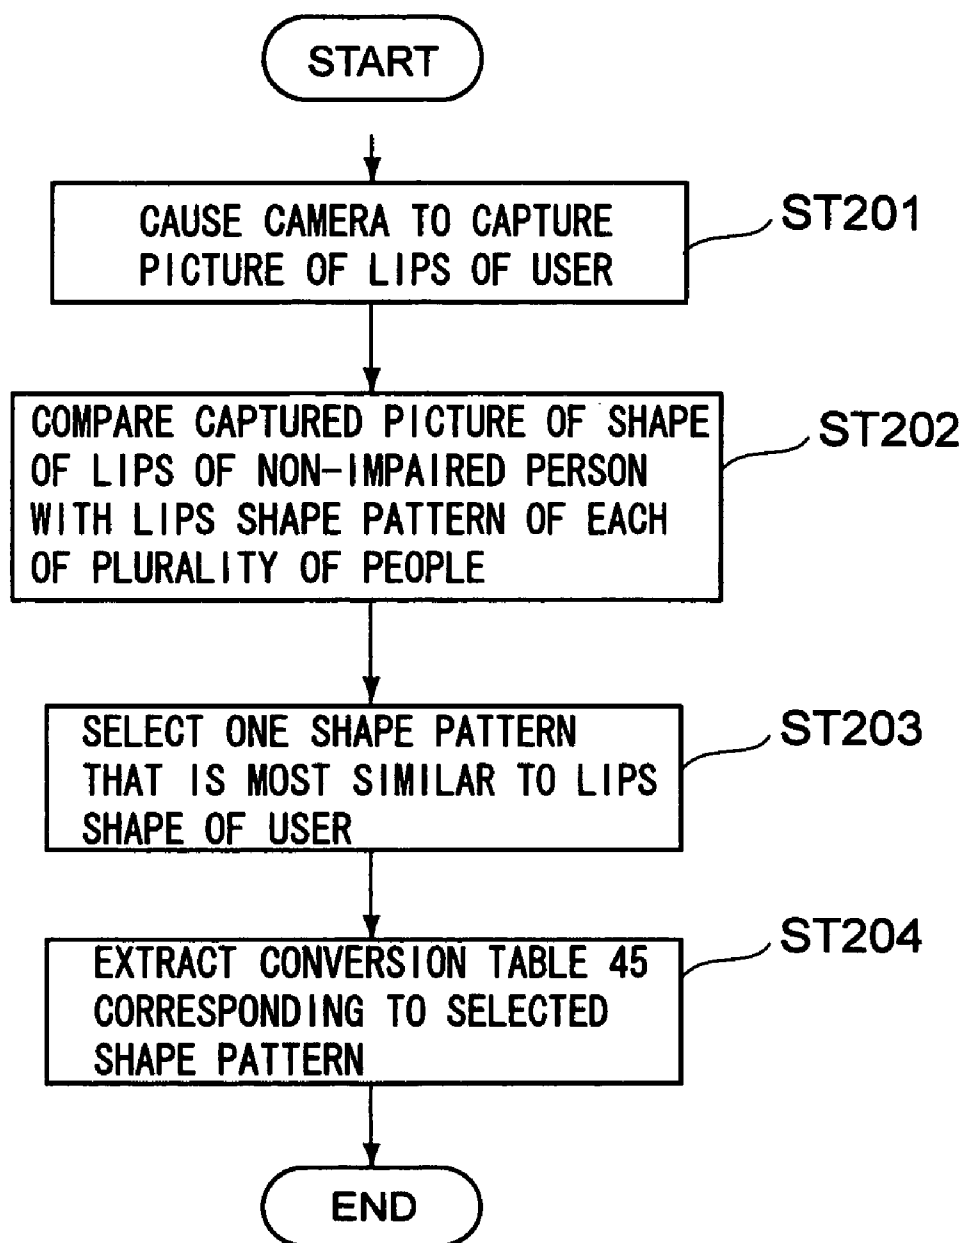 START
CAUSE CAMERA TO CAPTURE
PICTURE OF LIPS OF USER
ST201
COMPARE CAPTURED PICTURE OF SHAPE
OF LIPS OF NON-IMPAIRED PERSON
WITH LIPS SHAPE PATTERN OF EACH
OF PLURALITY OF PEOPLE
ST202
SELECT ONE SHAPE PATTERN
THAT IS MOST SIMILAR TO LIPS
SHAPE OF USER
ST203
EXTRACT CONVERSION TABLE 45
CORRESPONDING TO SELECTED
SHAPE PATTERN
ST204
END